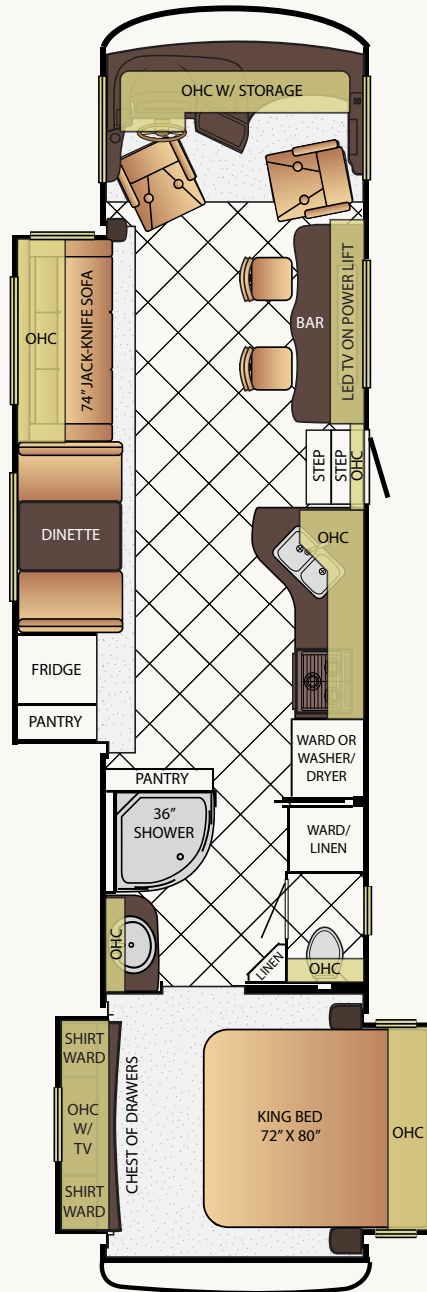 OHC W/ STORAGE
OHC
74” JACK-KNIFE SOFA
BAR
LED TV ON POWER LIFT
STEP
STEP
OHC
DINETTE
OHC
FRIDGE
PANTRY
WARD OR
WASHER/
DRYER
PANTRY
36”
SHOWER
WARD/
LINEN
OHC
LINEN
OHC
SHIRT
WARD
OHC
W/
TV
SHIRT
WARD
CHEST OF DRAWERS
KING BED
72” X 80”
OHC